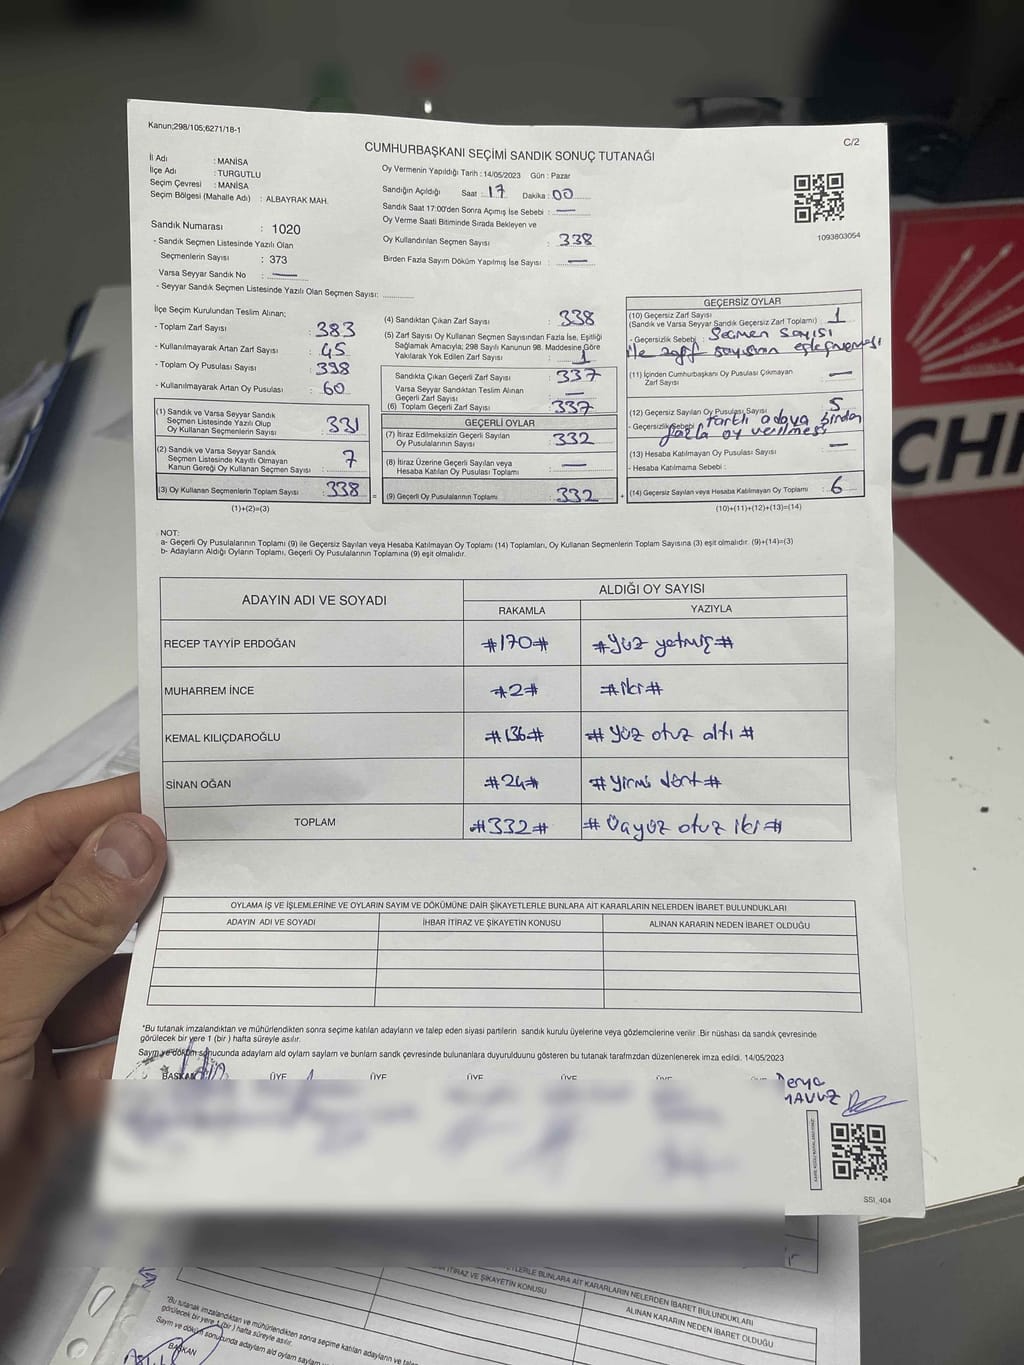 Kanun;298/105;6271/18-1
C/2
CUMHURBAŞKANI SEÇİMİ SANDIK SONUÇ TUTANAĞI
İl Adı : MANİSA
İlçe Adı : TURGUTLU
Seçim Çevresi : MANİSA
Seçim Bölgesi (Mahalle Adı) : ALBAYRAK MAH.
Sandık Numarası : 1020
- Sandık Seçmen Listesinde Yazılı Olan
Seçmenlerin Sayısı : 373
Varsa Seyyar Sandık No :
- Seyyar Sandık Seçmen Listesinde Yazılı Olan Seçmen Sayısı:
Oy Vermenin Yapıldığı Tarih : 14/05/2023 Gün : Pazar
Sandığın Açıldığı Saat : 17 Dakika : 00
Sandık Saat 17:00'den Sonra Açımış İse Sebebi : —
Oy Verme Saati Bitiminde Sırada Bekleyen ve
Oy Kullandırılan Seçmen Sayısı : 338
Birden Fazla Sayım Döküm Yapılmış İse Sayısı : —
1093803054
İlçe Seçim Kurulundan Teslim Alınan;
- Toplam Zarf Sayısı : 383
- Kullanılmayarak Artan Zarf Sayısı : 45
- Toplam Oy Pusulası Sayısı : 398
- Kullanılmayarak Artan Oy Pusulası : 60
(1) Sandık ve Varsa Seyyar Sandık
Seçmen Listesinde Yazılı Olup
Oy Kullanan Seçmenlerin Sayısı : 331
(2) Sandık ve Varsa Seyyar Sandık
Seçmen Listesinde Kayıtlı Olmayan
Kanun Gereği Oy Kullanan Seçmen Sayısı : 7
(3) Oy Kullanan Seçmenlerin Toplam Sayısı : 338
(1)+(2)=(3)
(4) Sandıktan Çıkan Zarf Sayısı : 338
(5) Zarf Sayısı Oy Kullanan Seçmen Sayısından Fazla İse, Eşitliği
Sağlamak Amacıyla; 298 Sayılı Kanunun 98. Maddesine Göre
Yakılarak Yok Edilen Zarf Sayısı : 1
Sandıkta Çıkan Geçerli Zarf Sayısı : 337
Varsa Seyyar Sandıktan Teslim Alınan
Geçerli Zarf Sayısı : —
(6) Toplam Geçerli Zarf Sayısı : 337
GEÇERLİ OYLAR
(7) İtiraz Edilmeksizin Geçerli Sayılan
Oy Pusulalarının Sayısı : 332
(8) İtiraz Üzerine Geçerli Sayılan veya
Hesaba Katılan Oy Pusulası Sayısı : —
(9) Geçerli Oy Pusulalarının Toplamı : 332
GEÇERSİZ OYLAR
(10) Geçersiz Zarf Sayısı
(Sandık ve Varsa Seyyar Sandık Geçersiz Zarf Toplamı) : 1
- Geçersizlik Sebebi : Seçmen sayısı
ile zarf sayısının eşleşmemesi
(11) İçinden Cumhurbaşkanı Oy Pusulası Çıkmayan
Zarf Sayısı : —
(12) Geçersiz Sayılan Oy Pusulası Sayısı : 5
- Geçersizlik Sebebi : farklı adaya birden
fazla oy verilmesi
(13) Hesaba Katılmayan Oy Pusulası Sayısı : —
- Hesaba Katılmama Sebebi :
(14) Geçersiz Sayılan veya Hesaba Katılmayan Oy Toplamı : 6
(10)+(11)+(12)+(13)=(14)
NOT:
a- Geçerli Oy Pusulalarının Toplamı (9) ile Geçersiz Sayılan veya Hesaba Katılmayan Oy Toplamı (14) Toplamları, Oy Kullanan Seçmenlerin Toplam Sayısına (3) eşit olmalıdır. (9)+(14)=(3)
b- Adayların Aldığı Oyların Toplamı, Geçerli Oy Pusulalarının Toplamına (9) eşit olmalıdır.
ADAYIN ADI VE SOYADI
ALDIĞI OY SAYISI
RAKAMLA YAZIYLA
RECEP TAYYİP ERDOĞAN #170# #Yüz yetmiş#
MUHARREM İNCE #2# #iki#
KEMAL KILIÇDAROĞLU #136# #Yüz otuz altı#
SİNAN OĞAN #24# #Yirmi dört#
TOPLAM #332# #Üçyüz otuz iki#
OYLAMA İŞ VE İŞLEMLERİNE VE OYLARIN SAYIM VE DÖKÜMÜNE DAİR ŞİKAYETLERLE BUNLARA AİT KARARLARIN NELERDEN İBARET BULUNDUKLARI
ADAYIN ADI VE SOYADI İHBAR İTİRAZ VE ŞİKAYETİN KONUSU ALINAN KARARIN NEDEN İBARET OLDUĞU
*Bu tutanak imzalandıktan ve mühürlendikten sonra seçime katılan adayların ve talep eden siyasi partilerin sandık kurulu üyelerine veya gözlemcilerine verilir .Bir nüshası da sandık çevresinde
görülecek bir yere 1 (bir ) hafta süreyle asılır.
Sayım ve döküm sonucunda adayların ald oyların sayların ve bunların sandk çevresinde bulunanlara duyurulduunu gösteren bu tutanak tarafmzdan düzenlenerek imza edildi. 14/05/2023
BAŞKAN ÜYE ÜYE ÜYE ÜYE
Derya
YAVUZ
SSI_404
CH
İTİRAZ VE ŞİKAYETİN KONUSU
ETLERLE BUNLARA AİT KARARLARIN NELERDEN İBARET BULUNDUKLARI
ALINAN KARARIN NEDEN İBARET OLDUĞU
*Bu tutanak imzalandıktan ve mühürlendikten sonra seçime katılan adayların ve talep
görülecek bir yere 1 (bir ) hafta süreyle asılır.
Sayım ve döküm sonucunda adayların ald oyların sayların
BAŞKAN